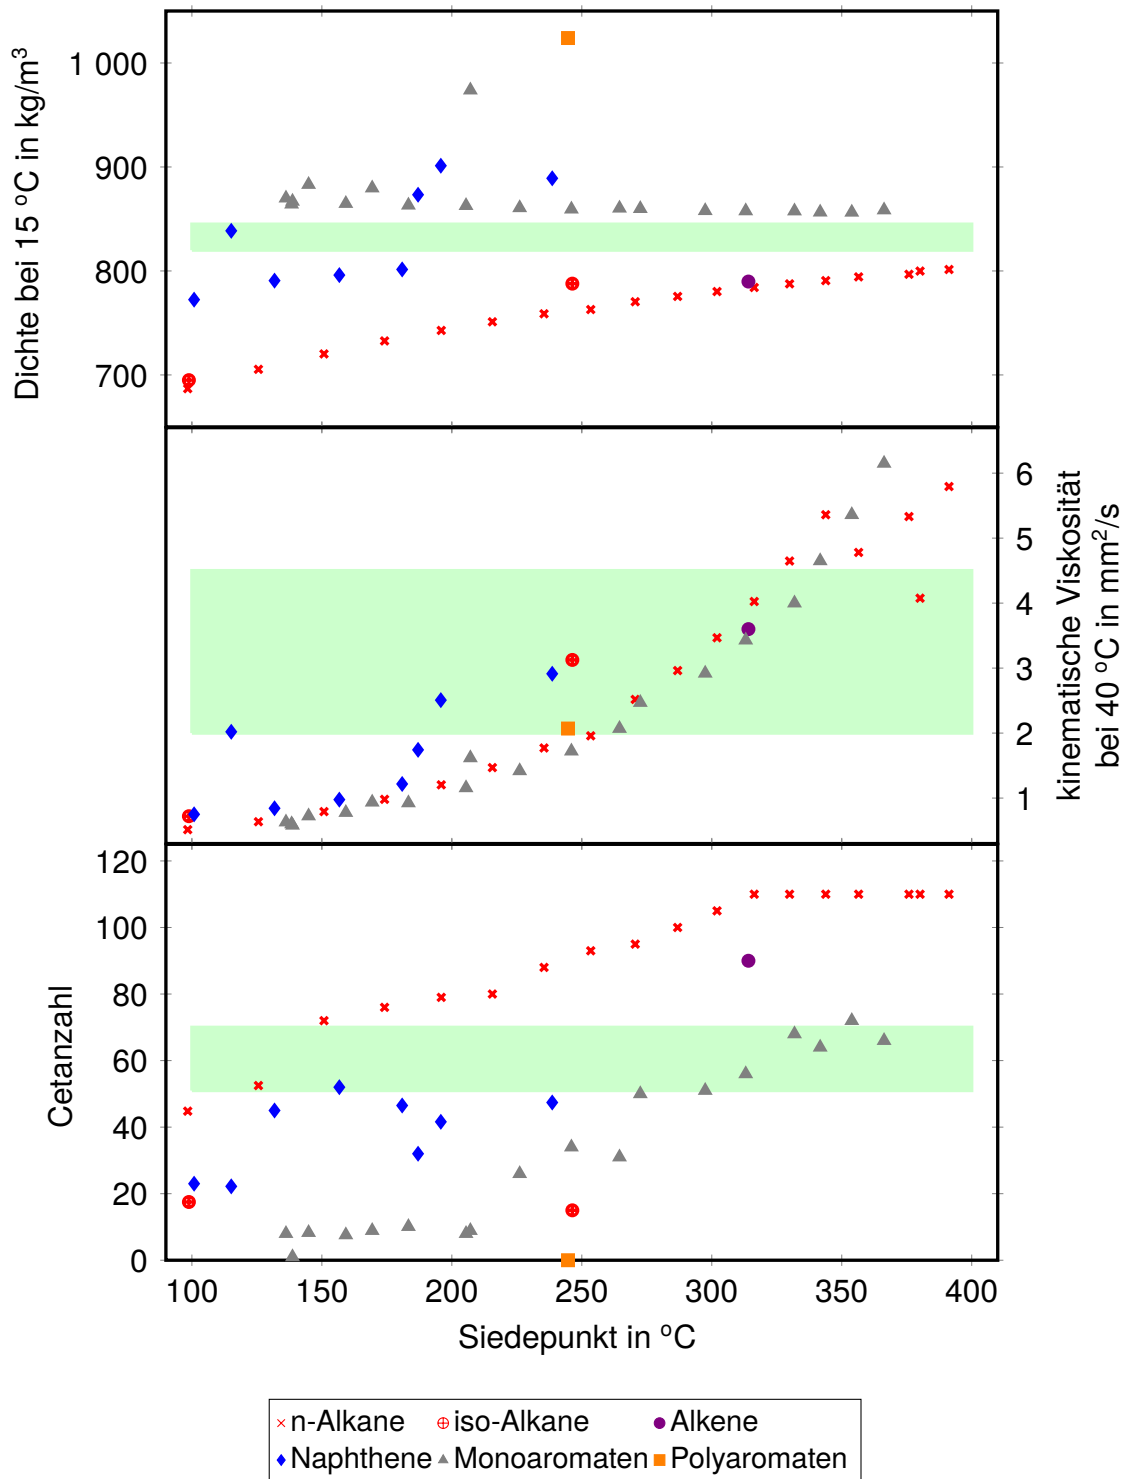 Dichte bei 15 °C in kg/m³
1 000
900
800
700
kinematische Viskosität
bei 40 °C in mm²/s
6
5
4
3
2
1
Cetanzahl
120
100
80
60
40
20
0
100 150 200 250 300 350 400
Siedepunkt in °C
n-Alkane iso-Alkane Alkene
Naphthene Monoaromaten Polyaromaten